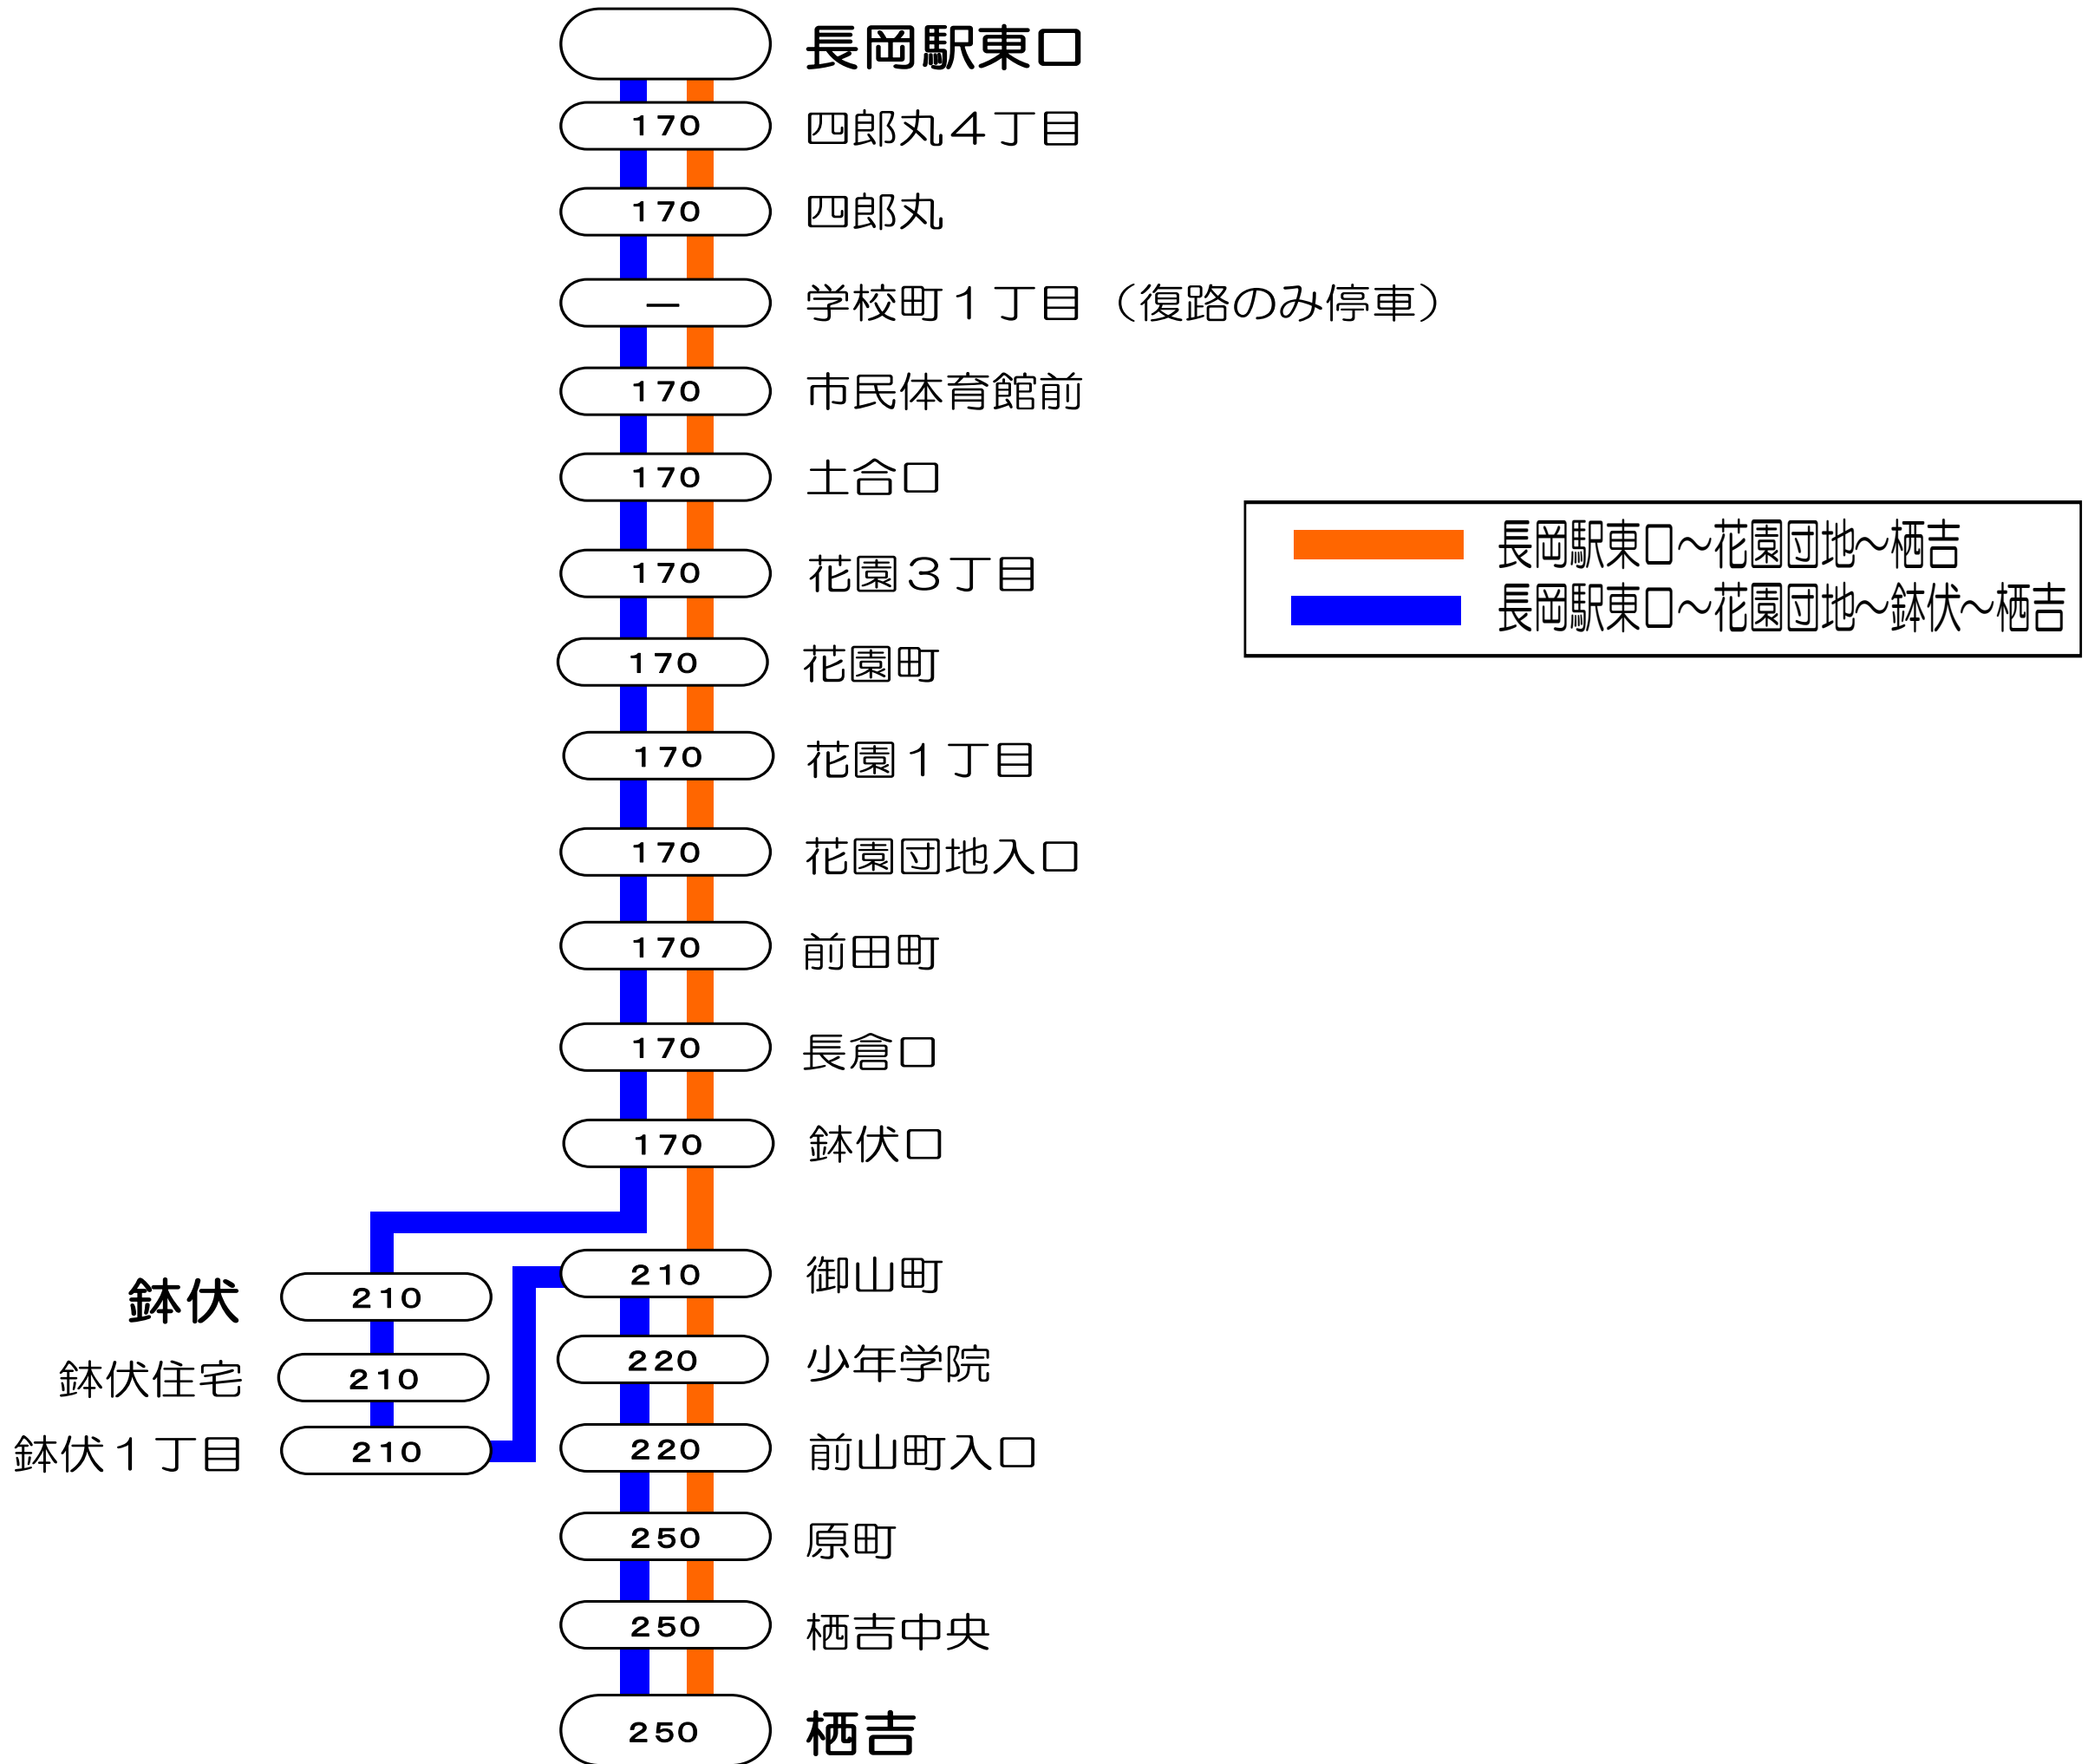 長岡駅東口
170 四郎丸４丁目
170 四郎丸
― 学校町１丁目（復路のみ停車）
170 市民体育館前
170 土合口
長岡駅東口～花園団地～栖吉
長岡駅東口～花園団地～鉢伏～栖吉
170 花園３丁目
170 花園町
170 花園１丁目
170 花園団地入口
170 前田町
170 長倉口
170 鉢伏口
210 御山町
鉢伏 210
220 少年学院
鉢伏住宅 210
220 前山町入口
鉢伏１丁目 210
250 原町
250 栖吉中央
250 栖吉